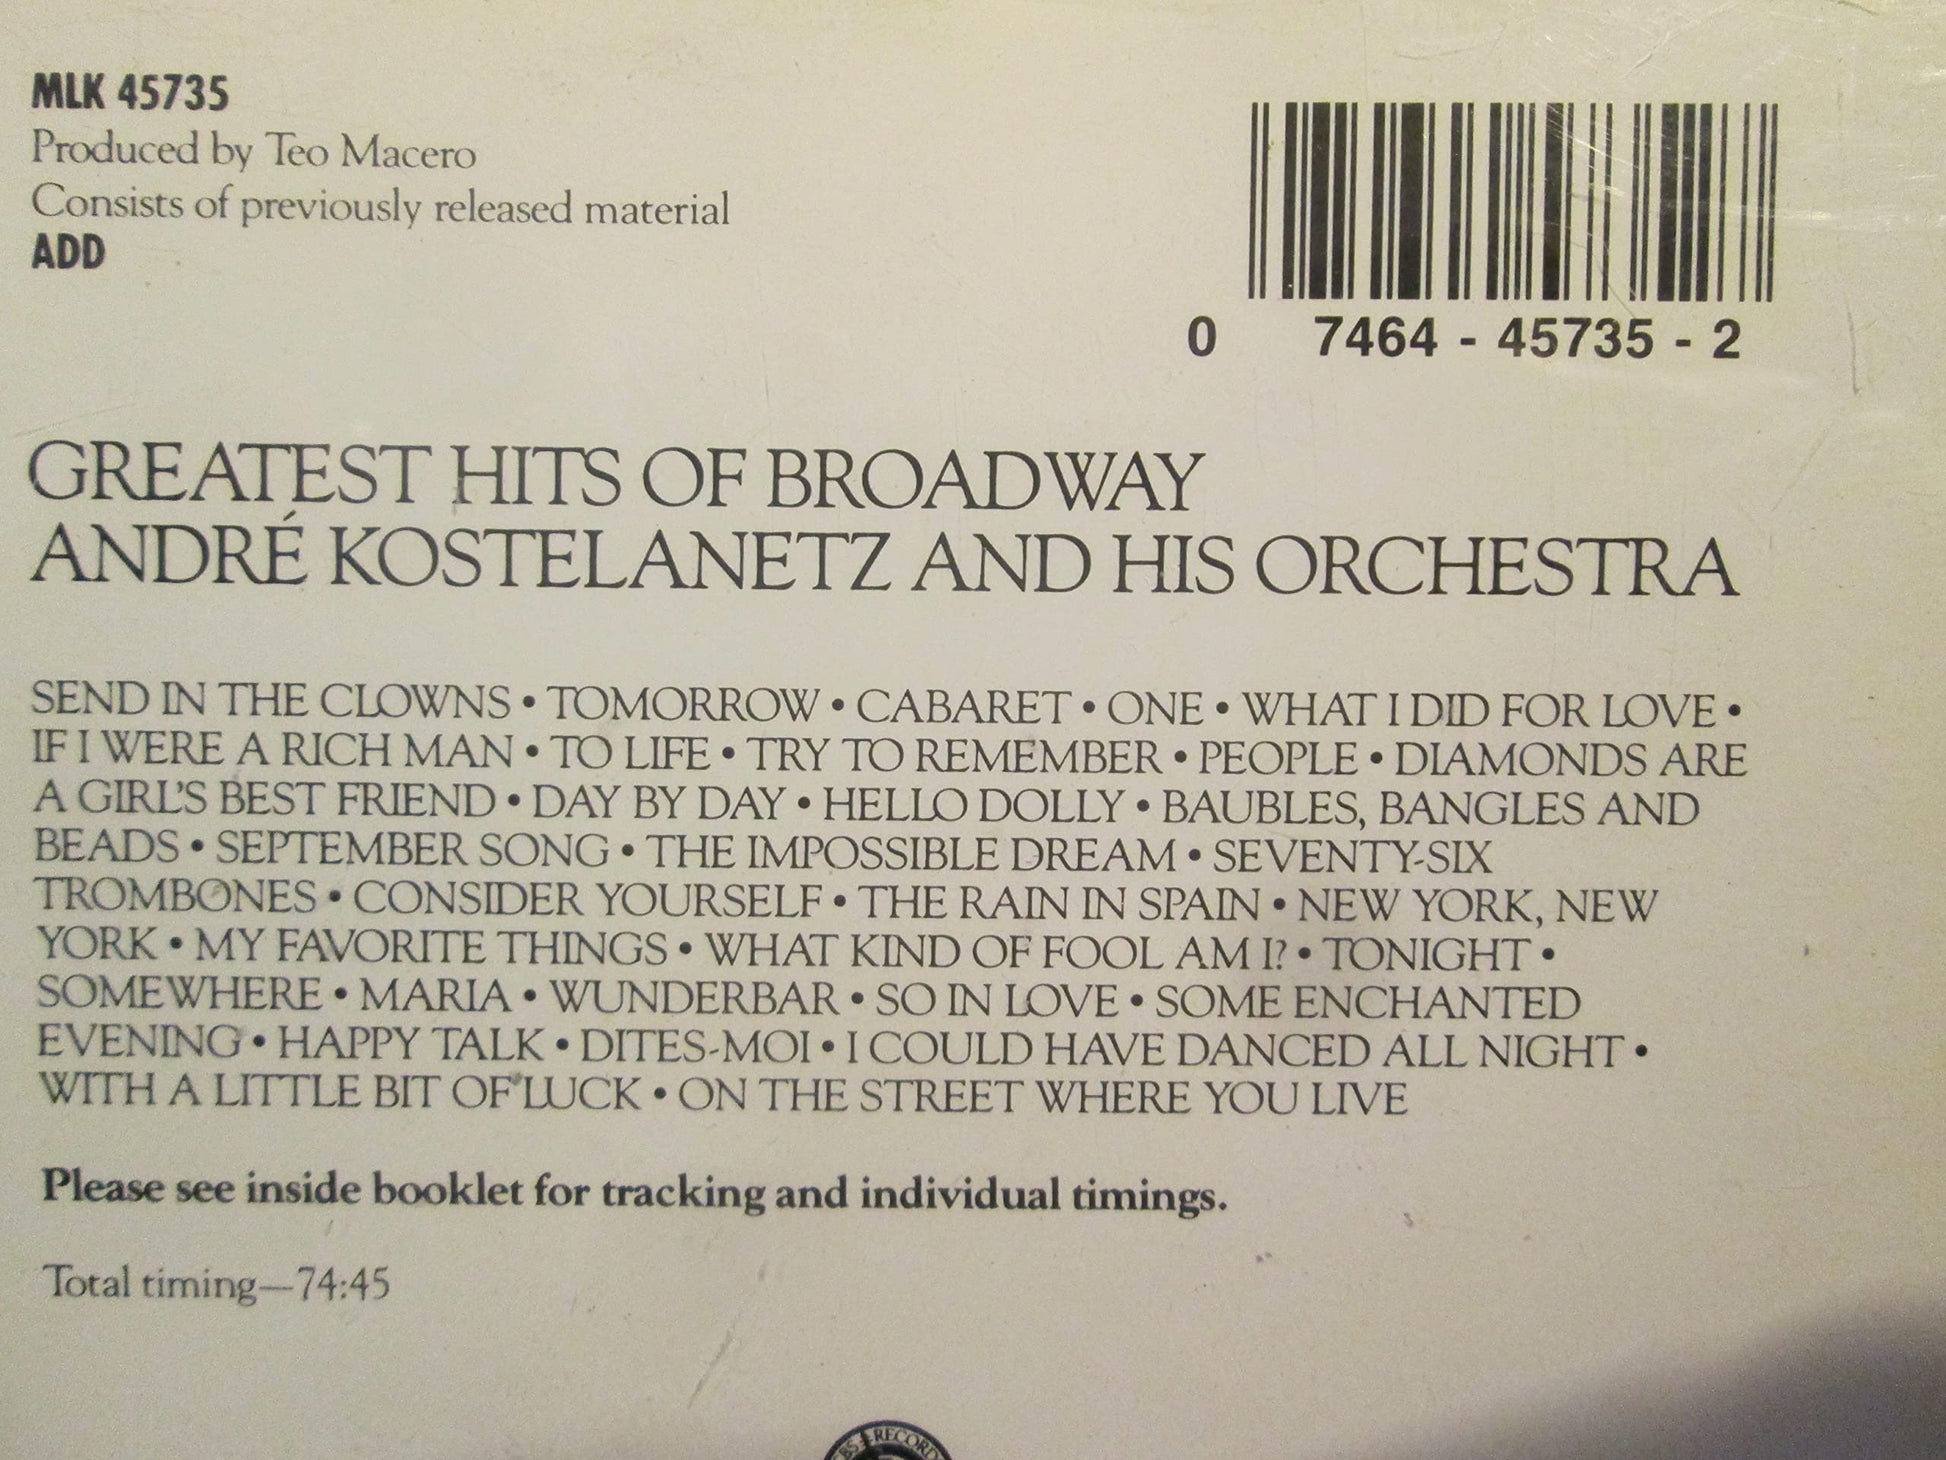 MLK 45735
Produced by Teo Macero
Consists of previously released material
ADD
0 7464 - 45735 - 2
GREATEST HITS OF BROADWAY
ANDRÉ KOSTELANETZ AND HIS ORCHESTRA
SEND IN THE CLOWNS • TOMORROW • CABARET • ONE • WHAT I DID FOR LOVE •
IF I WERE A RICH MAN • TO LIFE • TRY TO REMEMBER • PEOPLE • DIAMONDS ARE
A GIRL'S BEST FRIEND • DAY BY DAY • HELLO DOLLY • BAUBLES, BANGLES AND
BEADS • SEPTEMBER SONG • THE IMPOSSIBLE DREAM • SEVENTY-SIX
TROMBONES • CONSIDER YOURSELF • THE RAIN IN SPAIN • NEW YORK, NEW
YORK • MY FAVORITE THINGS • WHAT KIND OF FOOL AM I? • TONIGHT •
SOMEWHERE • MARIA • WUNDERBAR • SO IN LOVE • SOME ENCHANTED
EVENING • HAPPY TALK • DITES-MOI • I COULD HAVE DANCED ALL NIGHT •
WITH A LITTLE BIT OF LUCK • ON THE STREET WHERE YOU LIVE
Please see inside booklet for tracking and individual timings.
Total timing—74:45